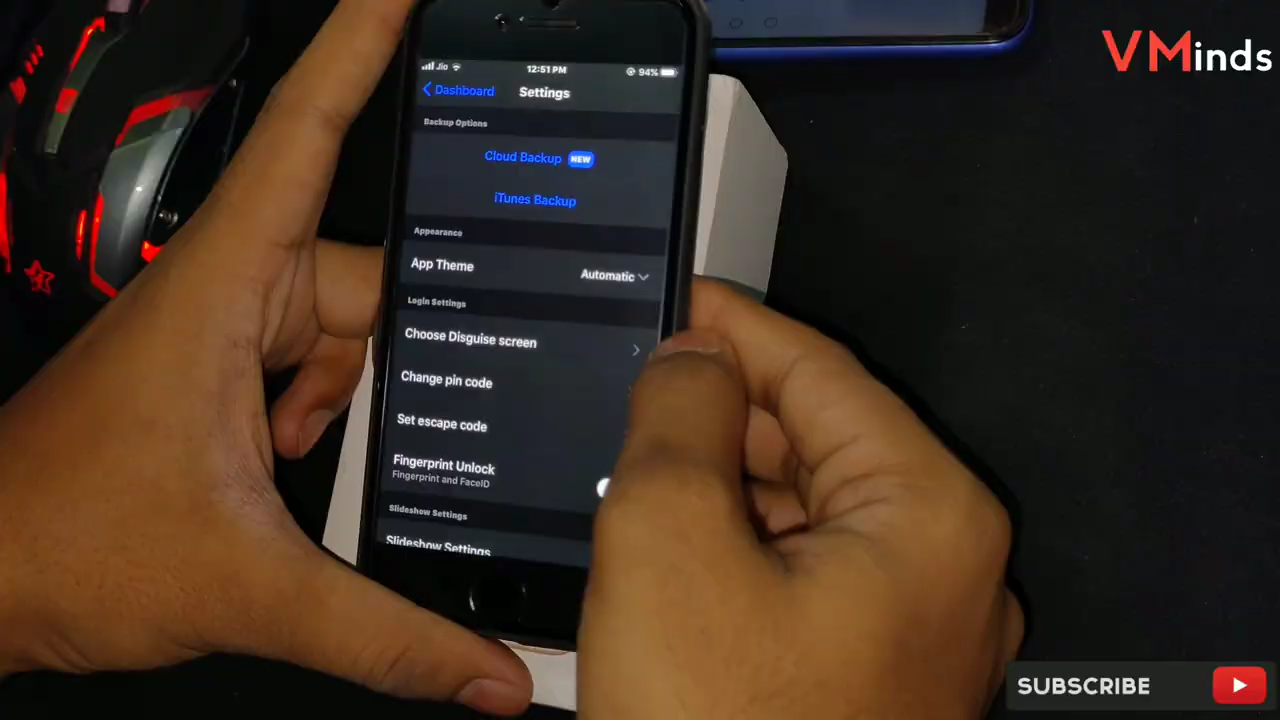 VMinds
Jio 12:51 PM 94%
Dashboard Settings
Backup Options
Cloud Backup NEW
iTunes Backup
Appearance
App Theme Automatic
Login Settings
Choose Disguise screen
Change pin code
Set escape code
Fingerprint Unlock
Fingerprint and FaceID
Slideshow Settings
Slideshow Settings
SUBSCRIBE